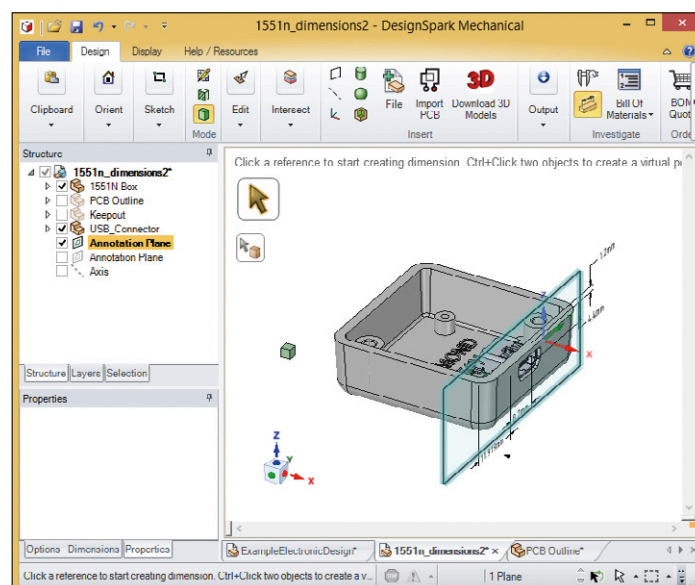 1551n_dimensions2 - DesignSpark Mechanical
File Design Display Help / Resources
Clipboard Orient Sketch Edit Intersect File Import PCB Download 3D Models Output Bill Of Materials BOM Quot
Mode Insert Investigate Orde
Structure
Click a reference to start creating dimension. Ctrl+Click two objects to create a virtual p
1551n_dimensions2*
1551N Box
PCB Outline
Keepout
USB_Connector
Annotation Plane
Annotation Plane
Axis
Structure Layers Selection
Properties
Z
X
Z
Y
X
Options Dimensions Properties
ExampleElectronicDesign* 1551n_dimensions2* PCB Outline*
Click a reference to start creating dimension. Ctrl+Click two objects to create a v... 1 Plane